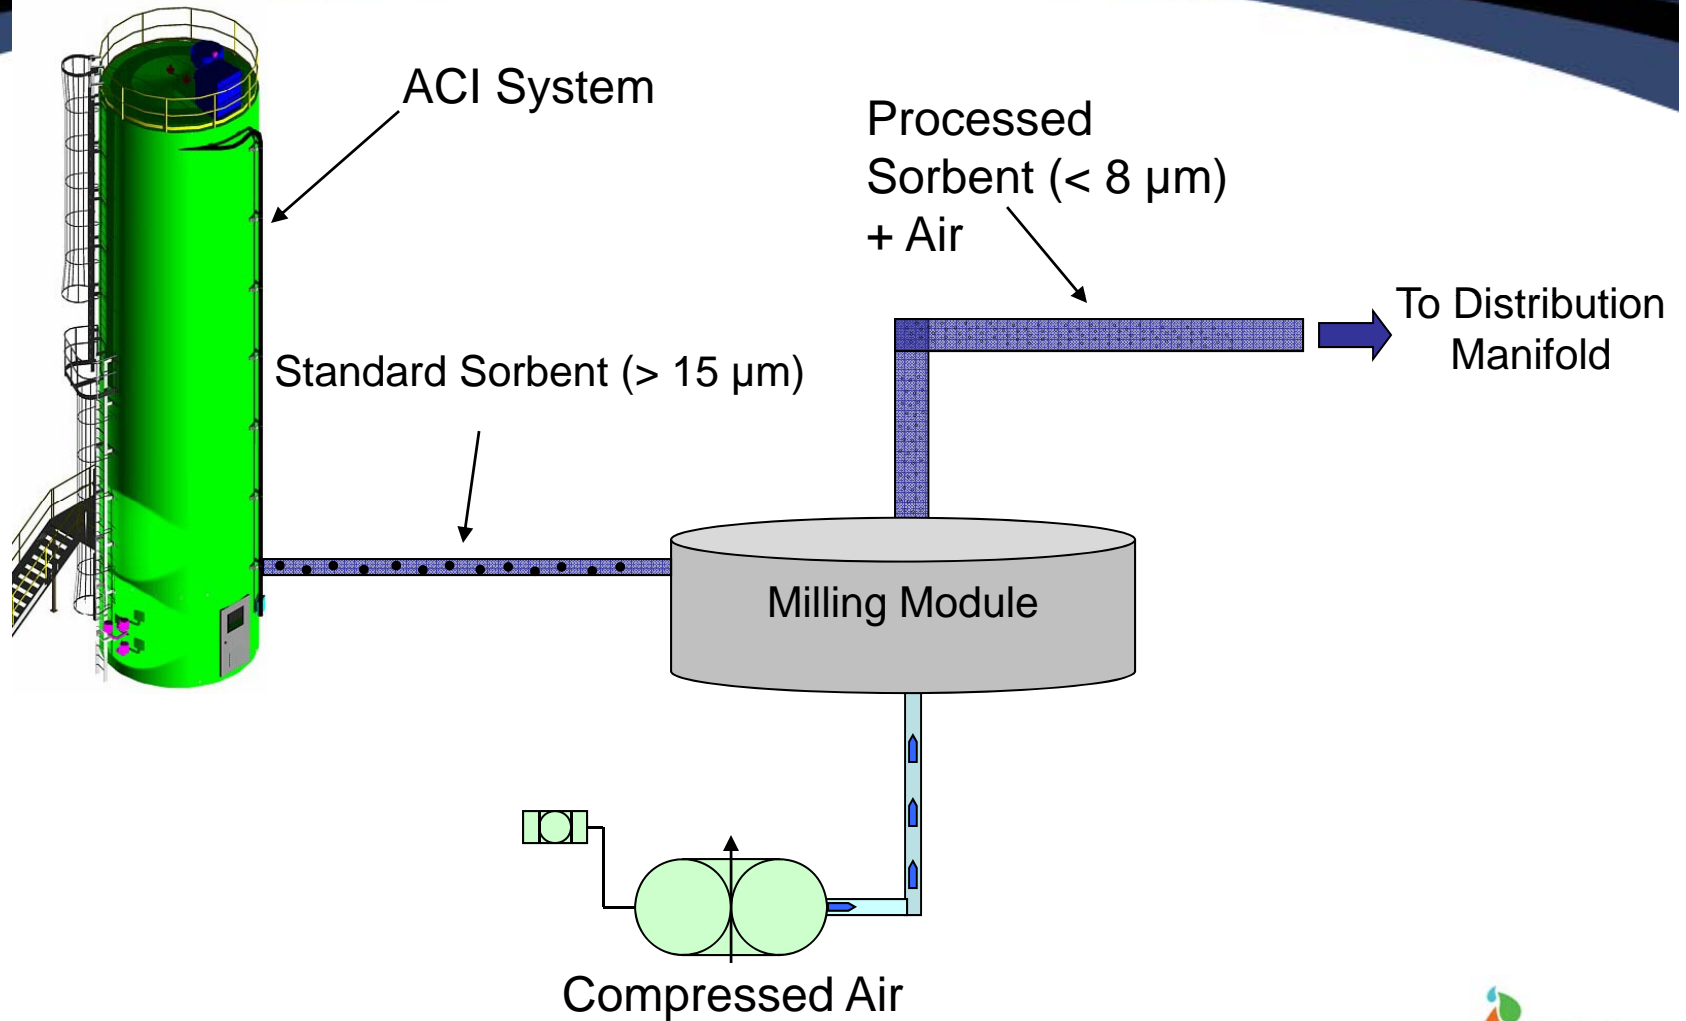 ACI System
Processed
Sorbent (< 8 µm)
+ Air
To Distribution
Manifold
Standard Sorbent (> 15 µm)
Milling Module
Compressed Air